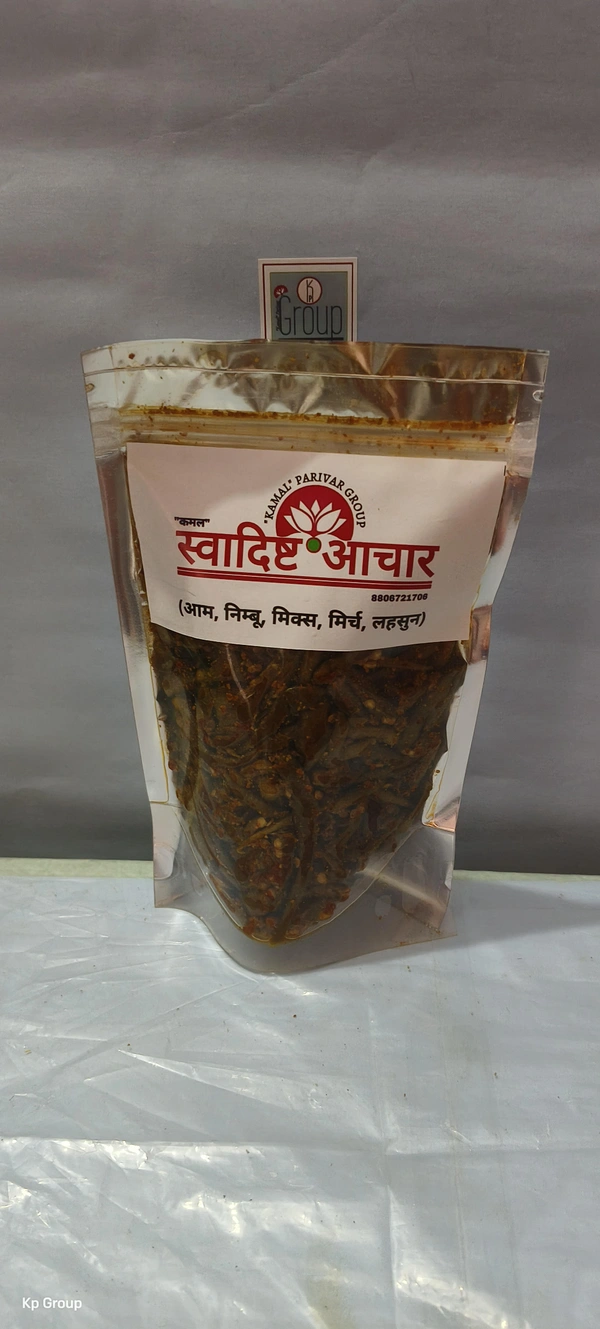 Group
"KAMAL" PARIVAR GROUP
"कमल"
स्वादिष्ट आचार
8806721706
(आम, निम्बू, मिक्स, मिर्च, लहसुन)
Kp Group